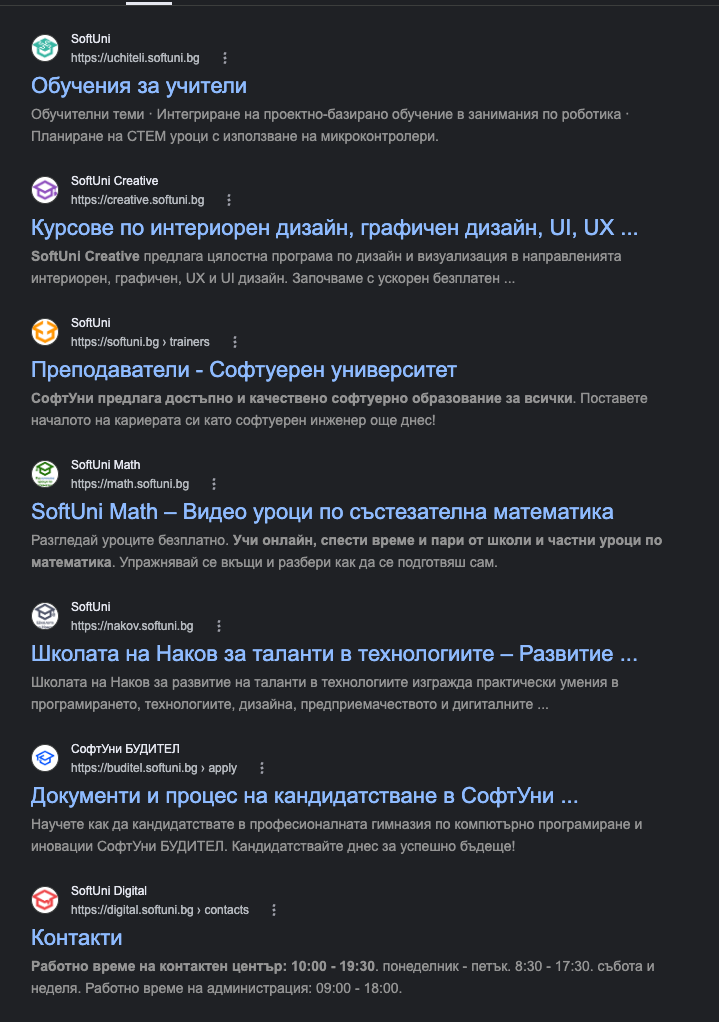 SoftUni
https://uchiteli.softuni.bg
Обучения за учители
Обучителни теми · Интегриране на проектно-базирано обучение в занимания по роботика ·
Планиране на СТЕМ уроци с използване на микроконтролери.
SoftUni Creative
https://creative.softuni.bg
Курсове по интериорен дизайн, графичен дизайн, UI, UX ...
SoftUni Creative предлага цялостна програма по дизайн и визуализация в направленията
интериорен, графичен, UX и UI дизайн. Започваме с ускорен безплатен ...
SoftUni
https://softuni.bg › trainers
Преподаватели - Софтуерен университет
СофтУни предлага достъпно и качествено софтуерно образование за всички. Поставете
началото на кариерата си като софтуерен инженер още днес!
SoftUni Math
https://math.softuni.bg
SoftUni Math – Видео уроци по състезателна математика
Разгледай уроците безплатно. Учи онлайн, спести време и пари от школи и частни уроци по
математика. Упражнявай се вкъщи и разбери как да се подготвяш сам.
SoftUni
https://nakov.softuni.bg
Школата на Наков за таланти в технологиите – Развитие ...
Школата на Наков за развитие на таланти в технологиите изгражда практически умения в
програмирането, технологиите, дизайна, предприемачеството и дигиталните ...
СофтУни БУДИТЕЛ
https://buditel.softuni.bg › apply
Документи и процес на кандидатстване в СофтУни ...
Научете как да кандидатствате в професионалната гимназия по компютърно програмиране и
иновации СофтУни БУДИТЕЛ. Кандидатствайте днес за успешно бъдеще!
SoftUni Digital
https://digital.softuni.bg › contacts
Контакти
Работно време на контактен център: 10:00 - 19:30. понеделник - петък. 8:30 - 17:30. събота и
неделя. Работно време на администрация: 09:00 - 18:00.